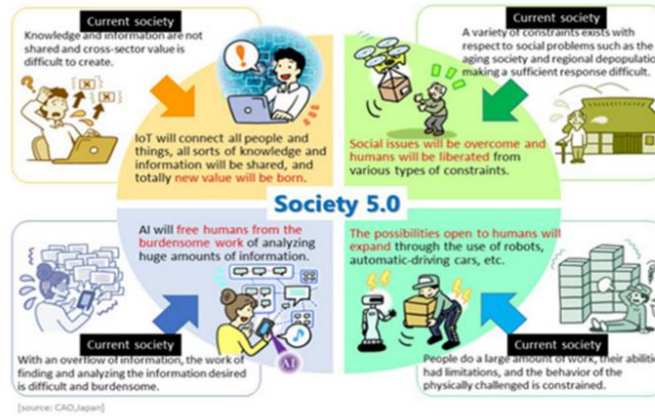 Current society
Knowledge and information are not
shared and cross-sector value is
difficult to create.
IoT will connect all people and
things, all sorts of knowledge and
information will be shared, and
totally new value will be born.
Current society
A variety of constraints exists with
respect to social problems such as the
aging society and regional depopulatio
making a sufficient response difficult.
Social issues will be overcome and
humans will be liberated from
various types of constraints.
Society 5.0
AI will free humans from the
burdensome work of analyzing
huge amounts of information.
AI
Current society
With an overflow of information, the work of
finding and analyzing the information desired
is difficult and burdensome.
The possibilities open to humans will
expand through the use of robots,
automatic-driving cars, etc.
Current society
People do a large amount of work, their abilitie
had limitations, and the behavior of the
physically challenged is constrained.
[source: CAO,Japan]